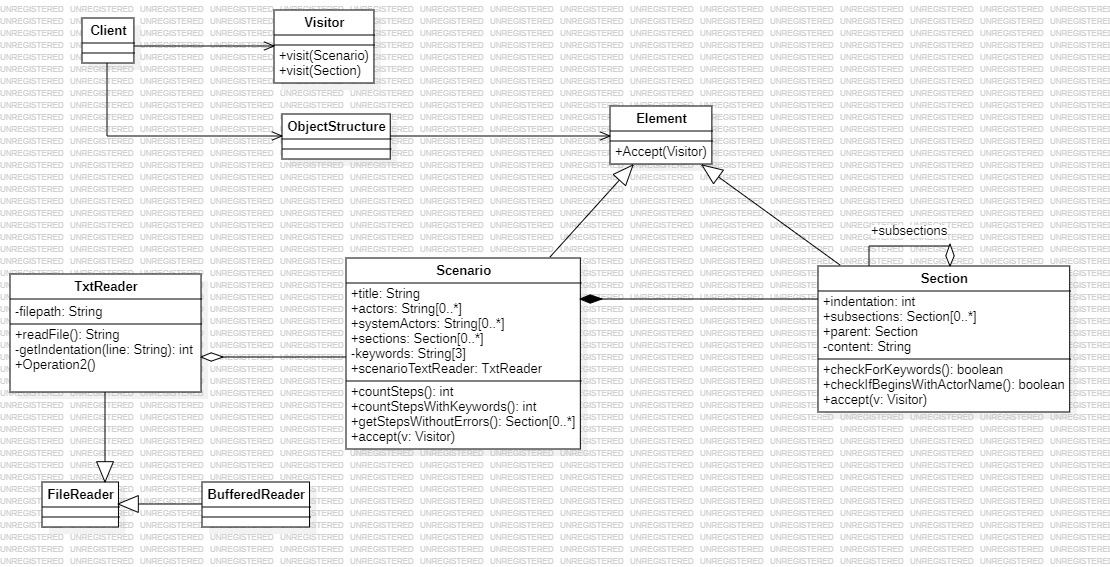 Client
Visitor
+visit(Scenario)
+visit(Section)
ObjectStructure
Element
+Accept(Visitor)
+subsections
TxtReader
-filepath: String
+readFile(): String
-getIndentation(line: String): int
+Operation2()
Scenario
+title: String
+actors: String[0..*]
+systemActors: String[0..*]
+sections: Section[0..*]
-keywords: String[3]
+scenarioTextReader: TxtReader
+countSteps(): int
+countStepsWithKeywords(): int
+getStepsWithoutErrors(): Section[0..*]
+accept(v: Visitor)
Section
+indentation: int
+subsections: Section[0..*]
+parent: Section
-content: String
+checkForKeywords(): boolean
+checkIfBeginsWithActorName(): boolean
+accept(v: Visitor)
FileReader
BufferedReader
UNREGISTERED